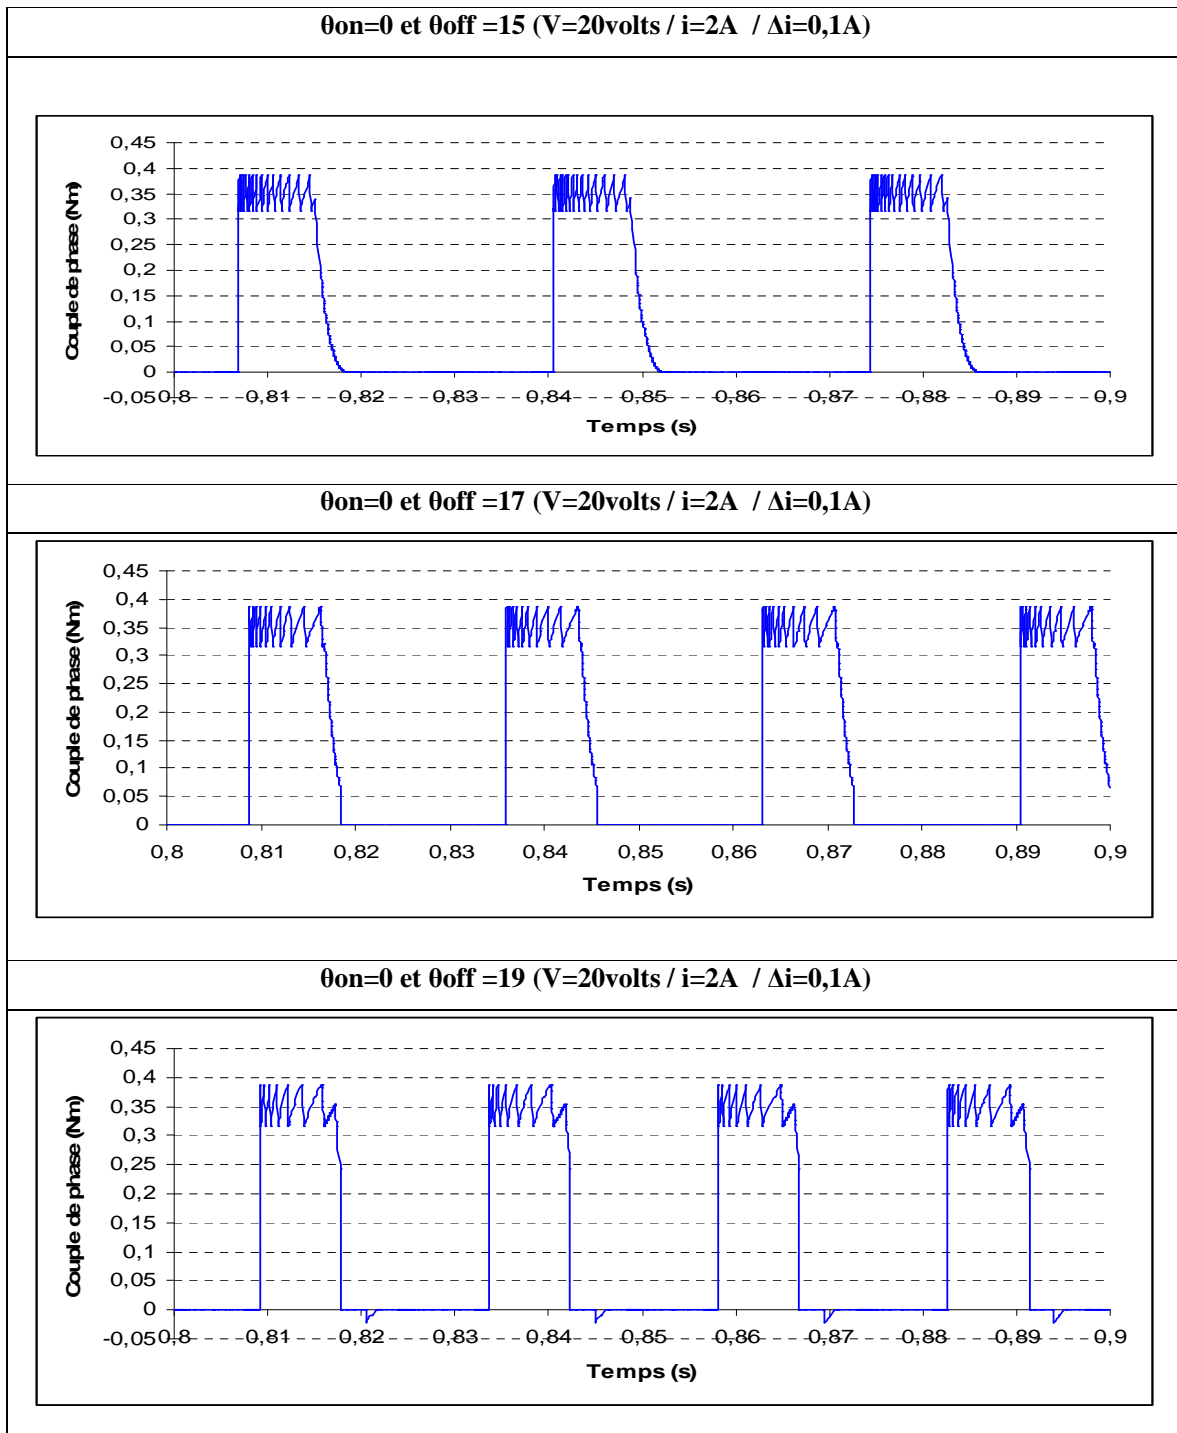 θon=0 et θoff =15 (V=20volts / i=2A / Δi=0,1A)
Couple de phase (Nm)
0,45
0,4
0,35
0,3
0,25
0,2
0,15
0,1
0,05
0
-0,05
0,8 0,81 0,82 0,83 0,84 0,85 0,86 0,87 0,88 0,89 0,9
Temps (s)
θon=0 et θoff =17 (V=20volts / i=2A / Δi=0,1A)
Couple de phase (Nm)
0,45
0,4
0,35
0,3
0,25
0,2
0,15
0,1
0,05
0
0,8 0,81 0,82 0,83 0,84 0,85 0,86 0,87 0,88 0,89 0,9
Temps (s)
θon=0 et θoff =19 (V=20volts / i=2A / Δi=0,1A)
Couple de phase (Nm)
0,45
0,4
0,35
0,3
0,25
0,2
0,15
0,1
0,05
0
-0,05
0,8 0,81 0,82 0,83 0,84 0,85 0,86 0,87 0,88 0,89 0,9
Temps (s)